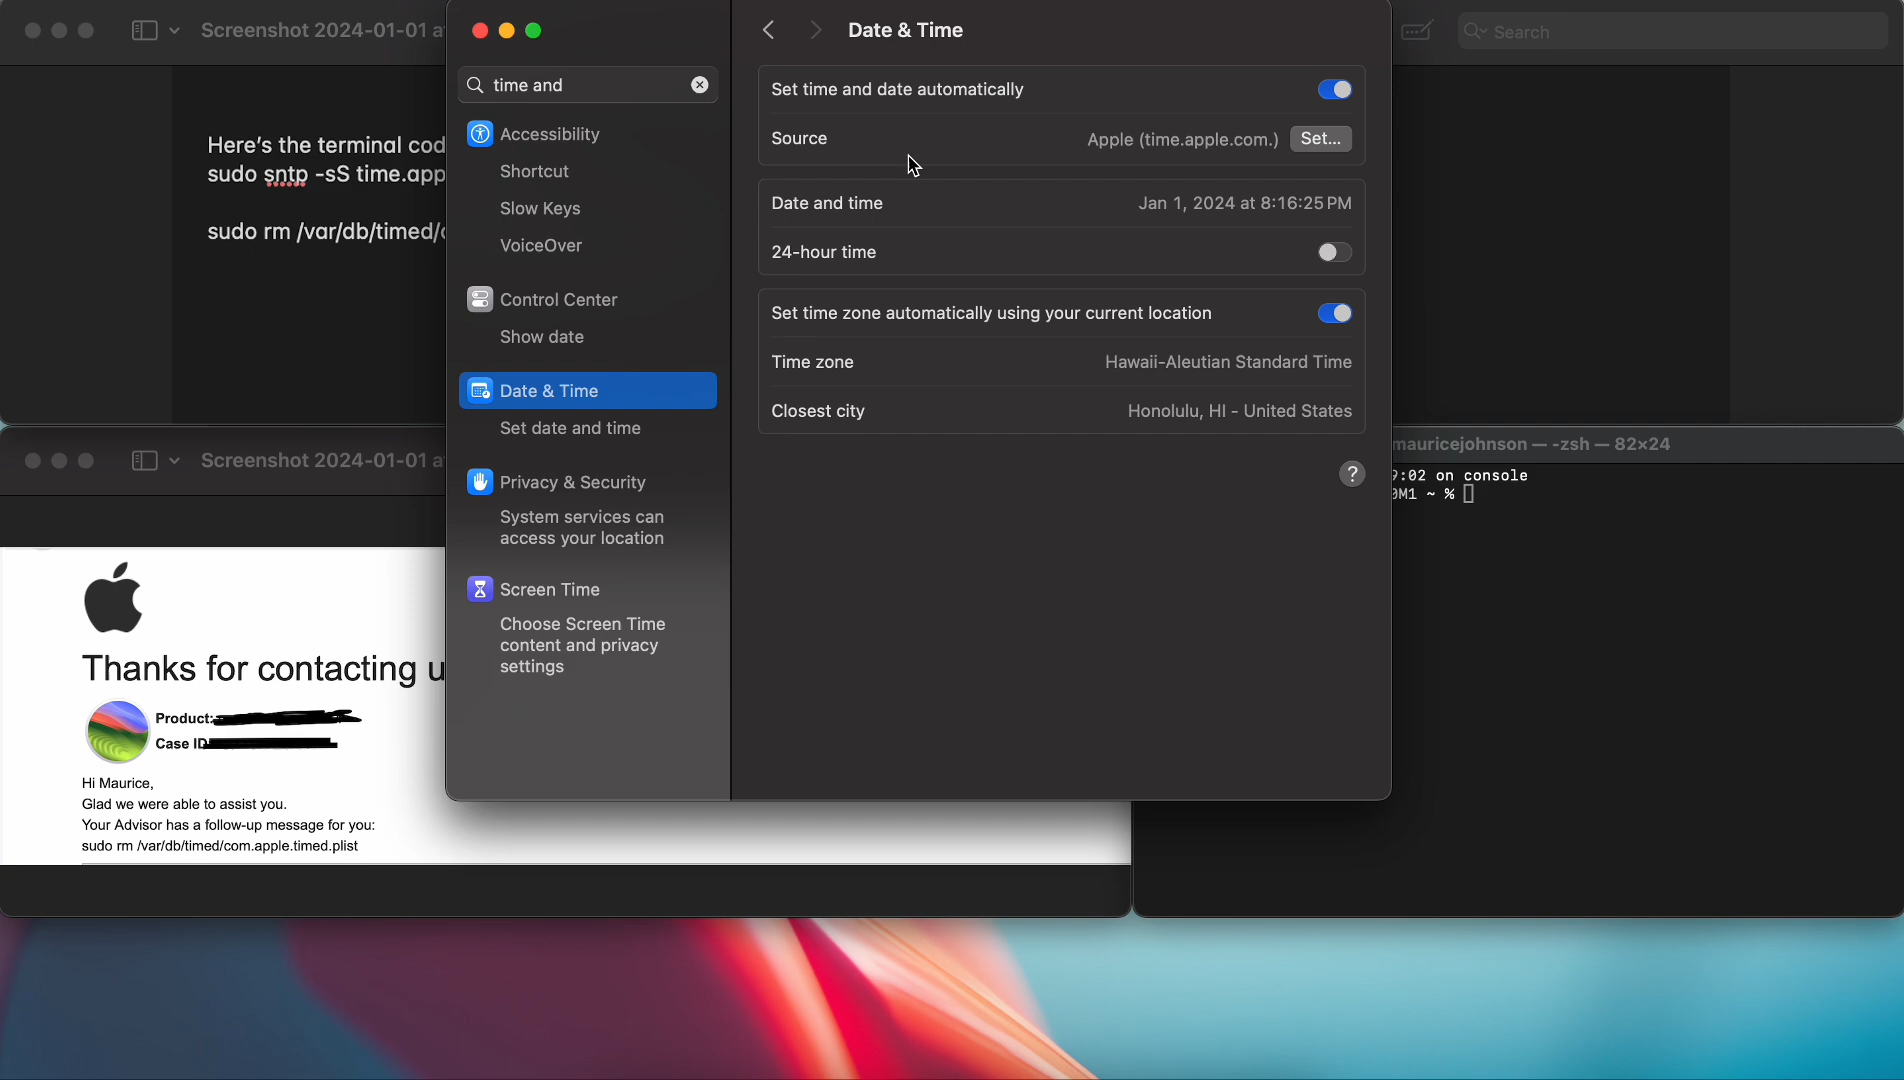 Screenshot 2024-01-01
Here's the terminal
sudo sntp -sS
sudo rm
Date & Time
Search
time and
Accessibility
Shortcut
Slow Keys
VoiceOver
Control Center
Show date
Date & Time
Set date and time
Privacy & Security
System services can
access your location
Screen Time
Choose Screen Time
content and privacy
settings
Set time and date automatically
Source Apple (time.apple.com.) Set...
Date and time Jan 1, 2024 at 8:16:25 PM
24-hour time
Set time zone automatically using your current location
Time zone Hawaii-Aleutian Standard Time
Closest city Honolulu, HI - United States
?
Screenshot 2024-01-01
Thanks for contacting
Product:
Case ID
Hi Maurice,
Glad we were able to assist you.
Your Advisor has a follow-up message for you:
sudo rm /var/db/timed/com.apple.timed.plist
mauricejohnson — -zsh — 82×24
:02 on console
M1 ~ %